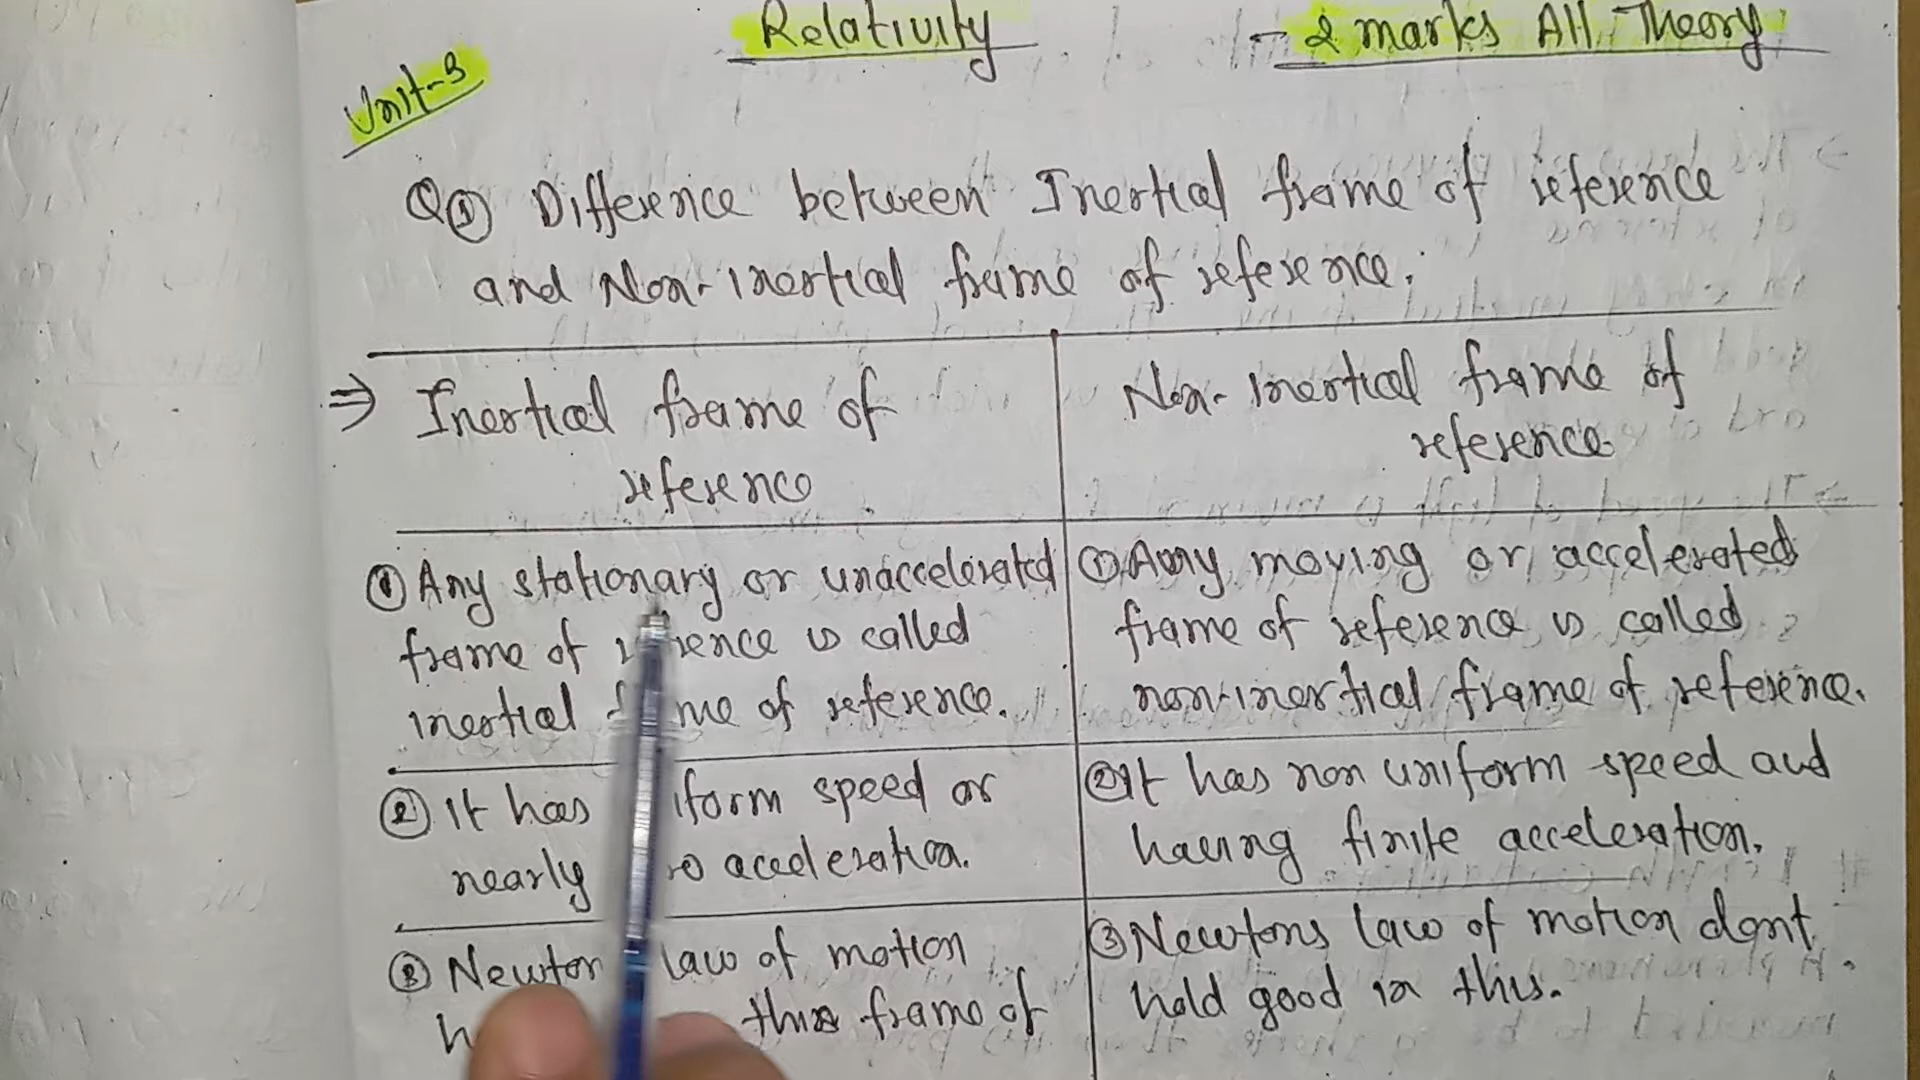 Relativity
- 2 marks All Theory
Unit-3
Q① Difference between Inertial frame of reference
and Non-inertial frame of reference.
⇒ Inertial frame of
reference
Non-inertial frame of
reference
① Any stationary or unaccelerated
frame of is called
inertial of reference.
① Any moving or accelerated
frame of reference is called
non-inertial frame of reference.
② It has speed or
nearly acceleration.
② It has non uniform speed and
having finite acceleration.
③ law of motion
this frame of
③ Newtons law of motion dont
hold good in this.